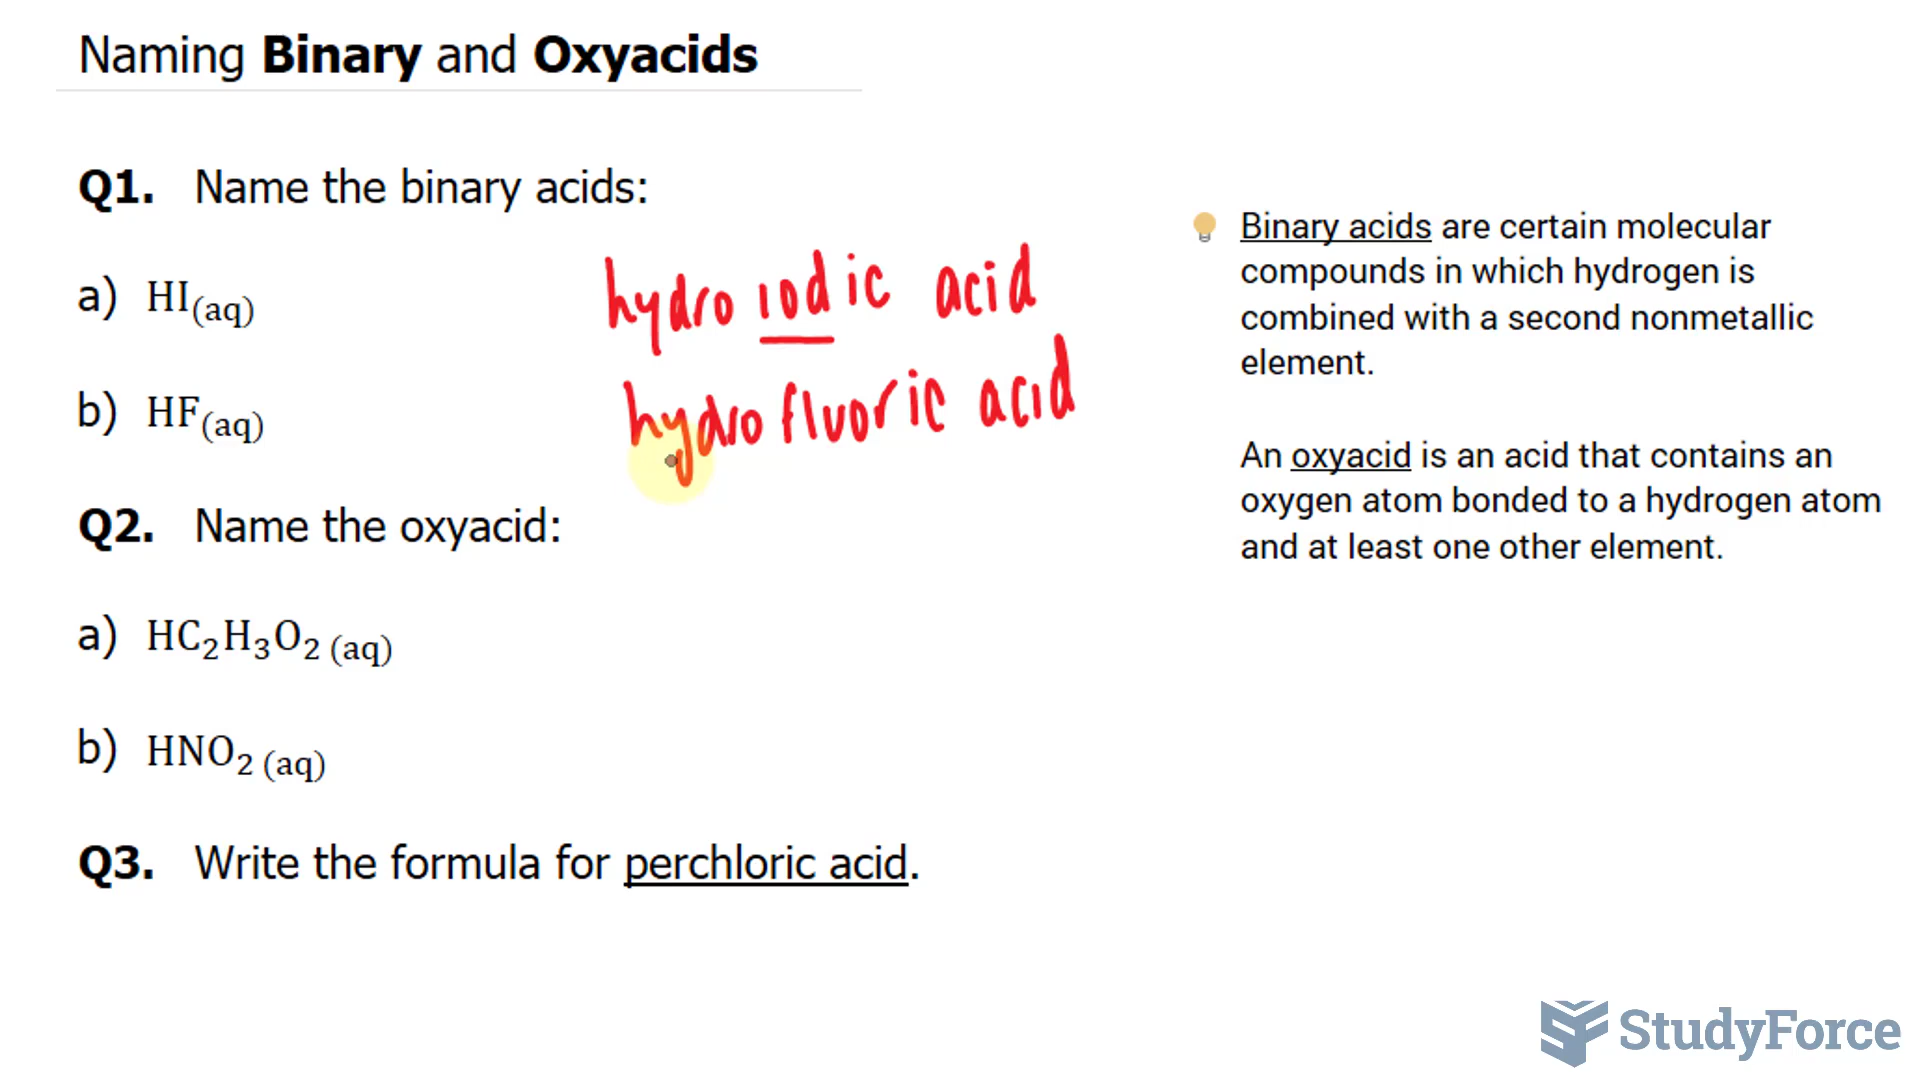 Naming Binary and Oxyacids
Q1. Name the binary acids:
a) HI(aq)
hydroiodic acid
b) HF(aq)
hydrofluoric acid
Q2. Name the oxyacid:
a) HC₂H₃O₂ (aq)
b) HNO₂ (aq)
Q3. Write the formula for perchloric acid.
Binary acids are certain molecular
compounds in which hydrogen is
combined with a second nonmetallic
element.
An oxyacid is an acid that contains an
oxygen atom bonded to a hydrogen atom
and at least one other element.
StudyForce